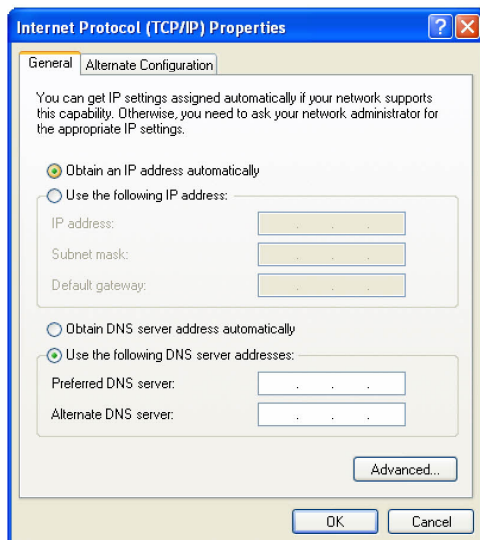 Internet Protocol (TCP/IP) Properties
General
Alternate Configuration
You can get IP settings assigned automatically if your network supports
this capability. Otherwise, you need to ask your network administrator for
the appropriate IP settings.
Obtain an IP address automatically
Use the following IP address:
IP address:
Subnet mask:
Default gateway:
Obtain DNS server address automatically
Use the following DNS server addresses:
Preferred DNS server:
Alternate DNS server:
Advanced...
OK
Cancel